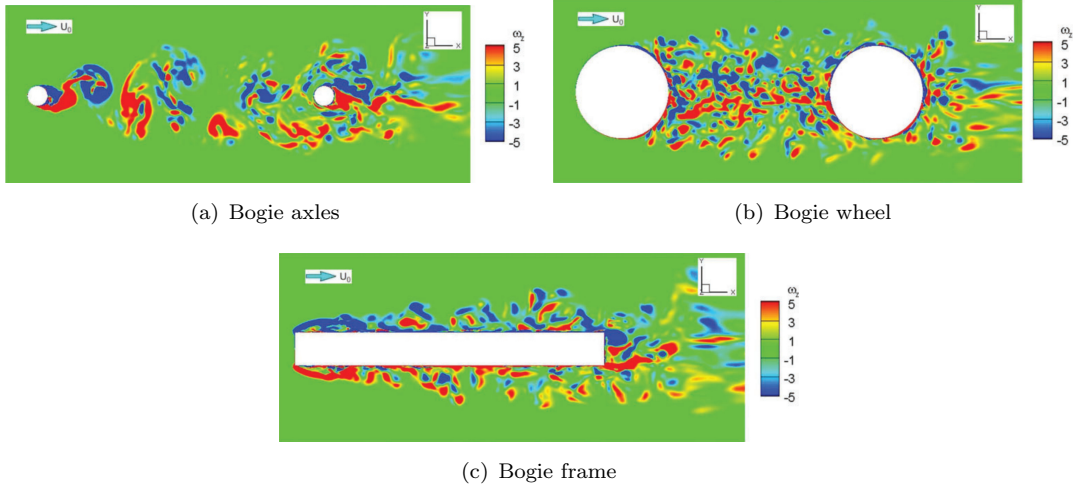 U0
Y
Z
X
ωz
5
3
1
-1
-3
-5
(a) Bogie axles
U0
Y
Z
X
ωz
5
3
1
-1
-3
-5
(b) Bogie wheel
U0
Y
Z
X
ωz
5
3
1
-1
-3
-5
(c) Bogie frame